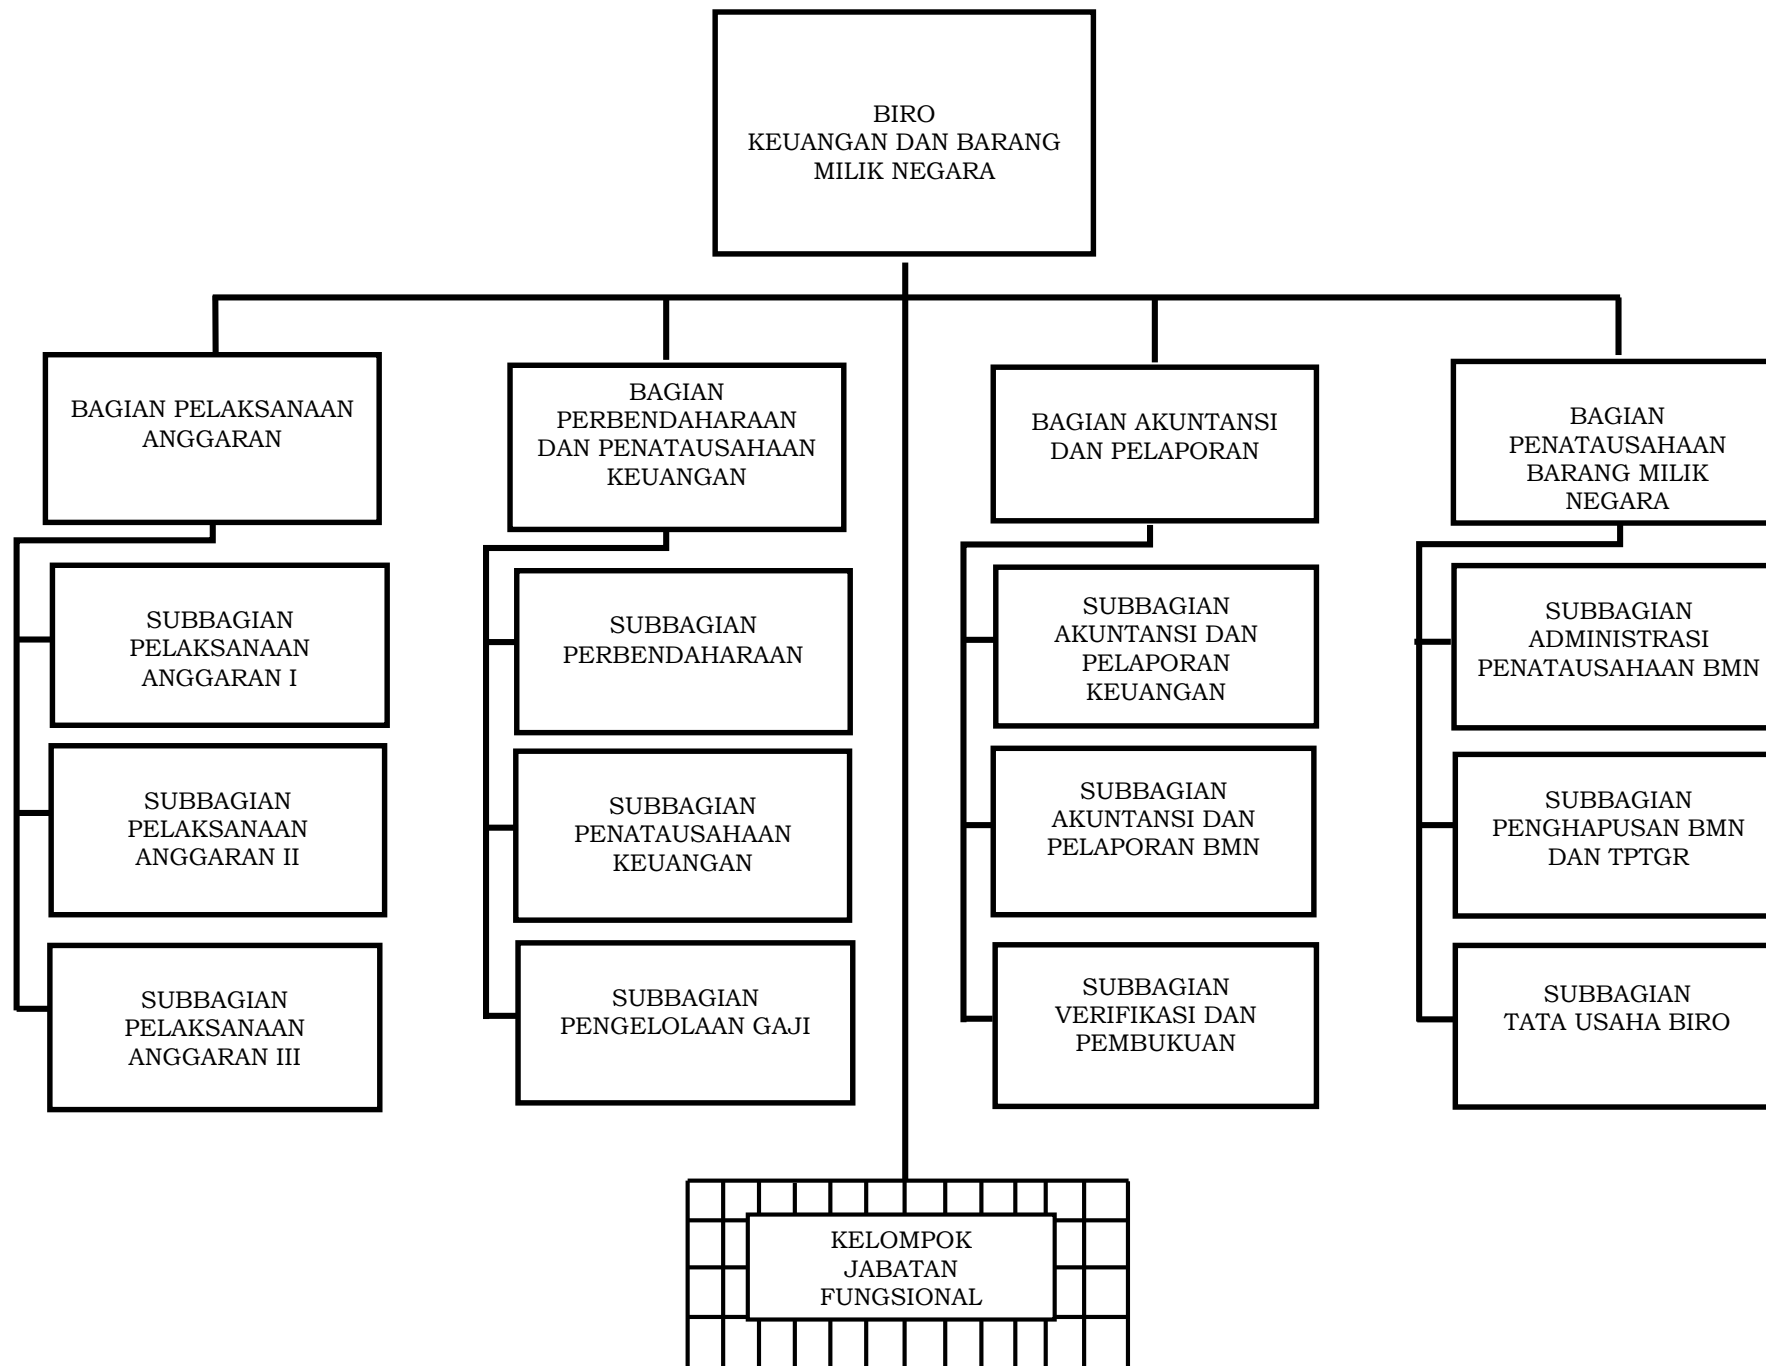 BIRO
KEUANGAN DAN BARANG
MILIK NEGARA
BAGIAN PELAKSANAAN
ANGGARAN
BAGIAN
PERBENDAHARAAN
DAN PENATAUSAHAAN
KEUANGAN
BAGIAN AKUNTANSI
DAN PELAPORAN
BAGIAN
PENATAUSAHAAN
BARANG MILIK
NEGARA
SUBBAGIAN
PELAKSANAAN
ANGGARAN I
SUBBAGIAN
PERBENDAHARAAN
SUBBAGIAN
AKUNTANSI DAN
PELAPORAN
KEUANGAN
SUBBAGIAN
ADMINISTRASI
PENATAUSAHAAN BMN
SUBBAGIAN
PELAKSANAAN
ANGGARAN II
SUBBAGIAN
PENATAUSAHAAN
KEUANGAN
SUBBAGIAN
AKUNTANSI DAN
PELAPORAN BMN
SUBBAGIAN
PENGHAPUSAN BMN
DAN TPTGR
SUBBAGIAN
PELAKSANAAN
ANGGARAN III
SUBBAGIAN
PENGELOLAAN GAJI
SUBBAGIAN
VERIFIKASI DAN
PEMBUKUAN
SUBBAGIAN
TATA USAHA BIRO
KELOMPOK
JABATAN
FUNGSIONAL